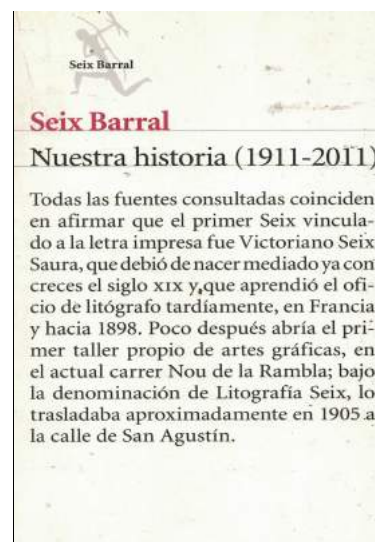 Seix Barral
Seix Barral
Nuestra historia (1911-2011)
Todas las fuentes consultadas coinciden
en afirmar que el primer Seix vincula-
do a la letra impresa fue Victoriano Seix
Saura, que debió de nacer mediado ya con
creces el siglo XIX y que aprendió el ofi-
cio de litógrafo tardíamente, en Francia
y hacia 1898. Poco después abría el pri-
mer taller propio de artes gráficas, en
el actual carrer Nou de la Rambla; bajo
la denominación de Litografía Seix, lo
trasladaba aproximadamente en 1905 a
la calle de San Agustín.